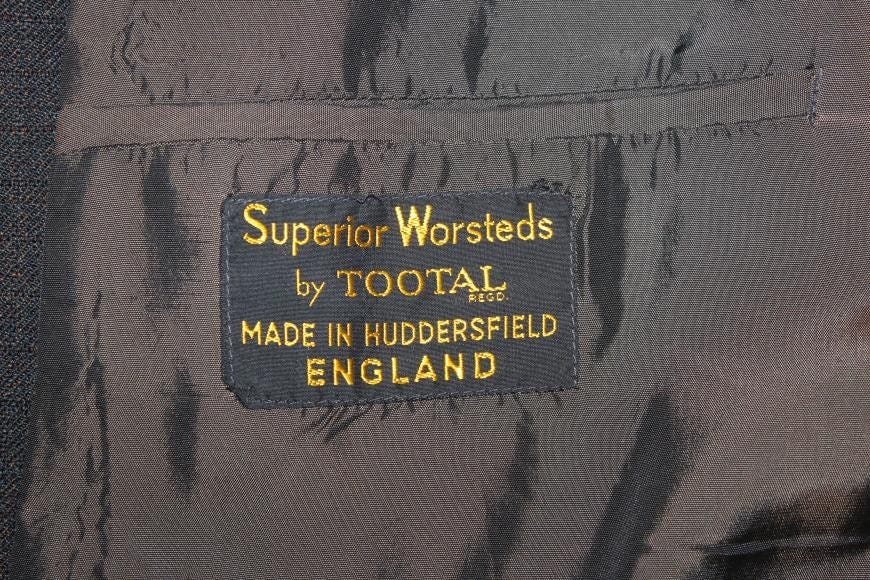 Superior Worsteds
by TOOTAL
REGD.
MADE IN HUDDERSFIELD
ENGLAND